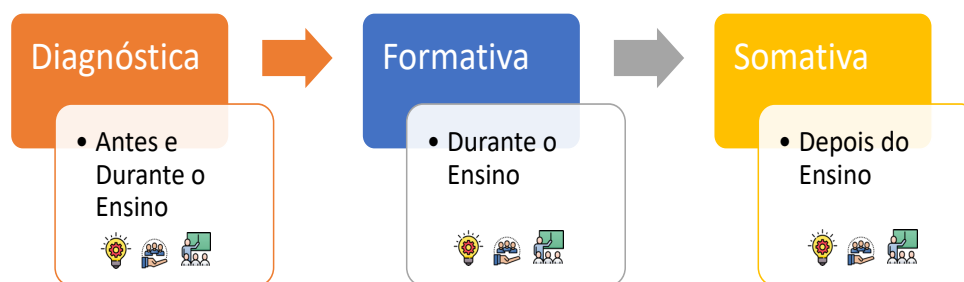 Diagnóstica
• Antes e
Durante o
Ensino
Formativa
• Durante o
Ensino
Somativa
• Depois do
Ensino